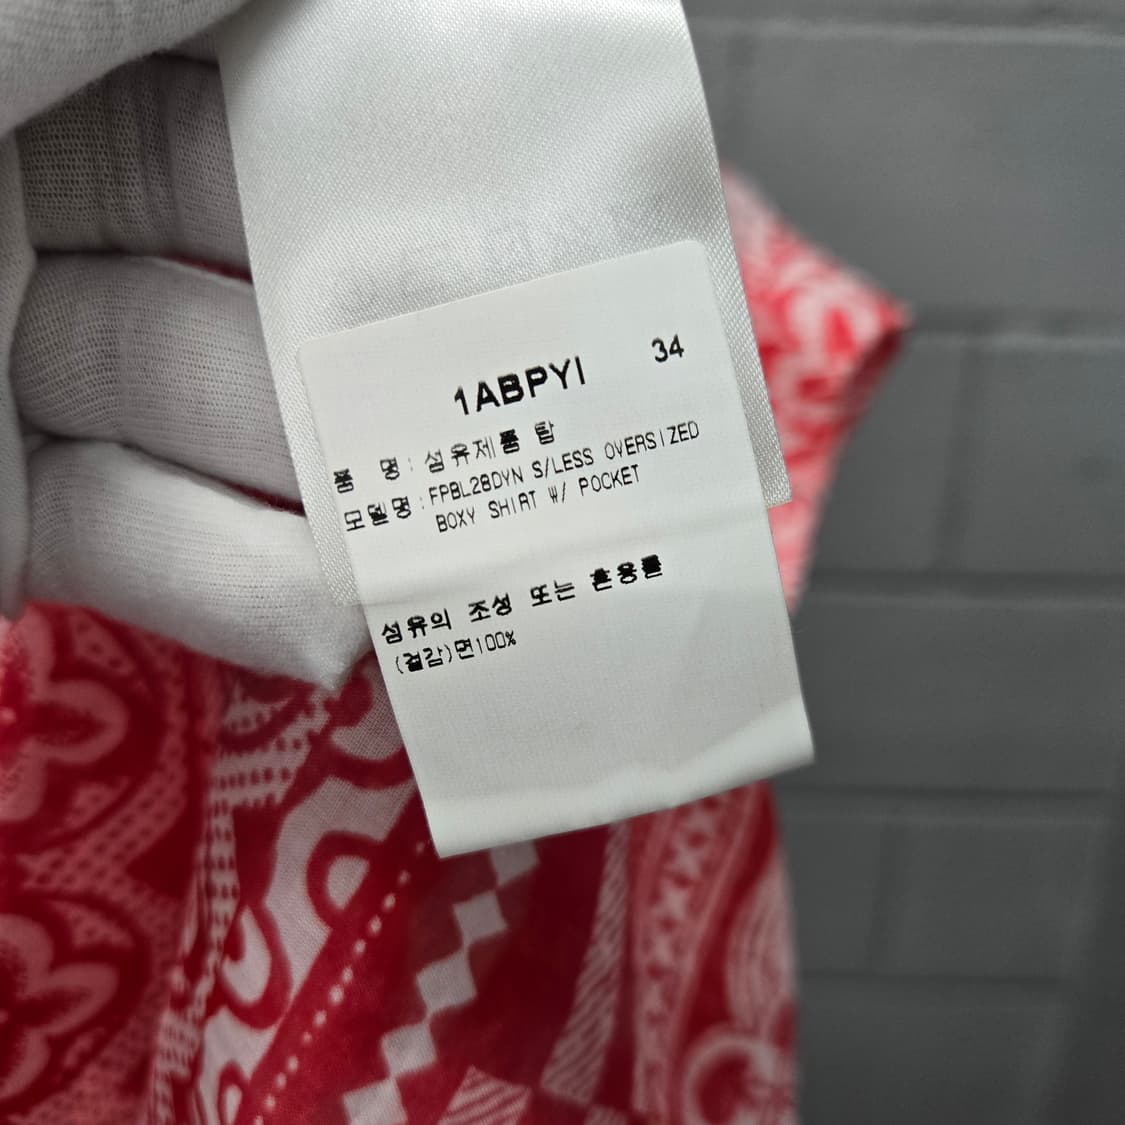 1ABPYI 34
품 명 : 섬유제품 탑
모델명 : FPBL28DYN S/LESS OVERSIZED
BOXY SHIRT W/ POCKET
섬유의 조성 또는 혼용률
(겉감)면100%